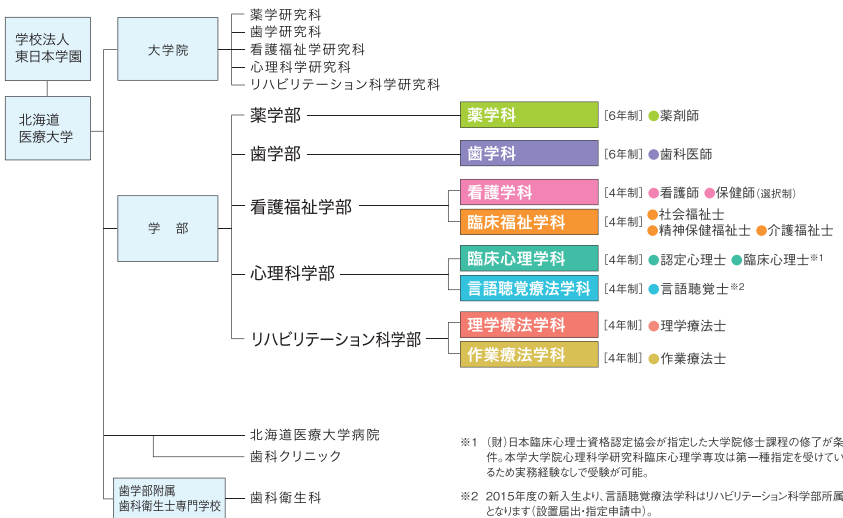 学校法人
東日本学園
北海道
医療大学
大学院
薬学研究科
歯学研究科
看護福祉学研究科
心理科学研究科
リハビリテーション科学研究科
学 部
薬学部
薬学科
[6年制] ●薬剤師
歯学部
歯学科
[6年制] ●歯科医師
看護福祉学部
看護学科
[4年制] ●看護師 ●保健師(選択制)
臨床福祉学科
[4年制] ●社会福祉士
●精神保健福祉士 ●介護福祉士
心理科学部
臨床心理学科
[4年制] ●認定心理士 ●臨床心理士※1
言語聴覚療法学科
[4年制] ●言語聴覚士※2
リハビリテーション科学部
理学療法学科
[4年制] ●理学療法士
作業療法学科
[4年制] ●作業療法士
北海道医療大学病院
歯科クリニック
歯学部附属
歯科衛生士専門学校
歯科衛生科
※1 (財)日本臨床心理士資格認定協会が指定した大学院修士課程の修了が条
件。本学大学院心理科学研究科臨床心理学専攻は第一種指定を受けてい
るため実務経験なしで受験が可能。
※2 2015年度の新入生より、言語聴覚療法学科はリハビリテーション科学部所属
となります(設置届出・指定申請中)。